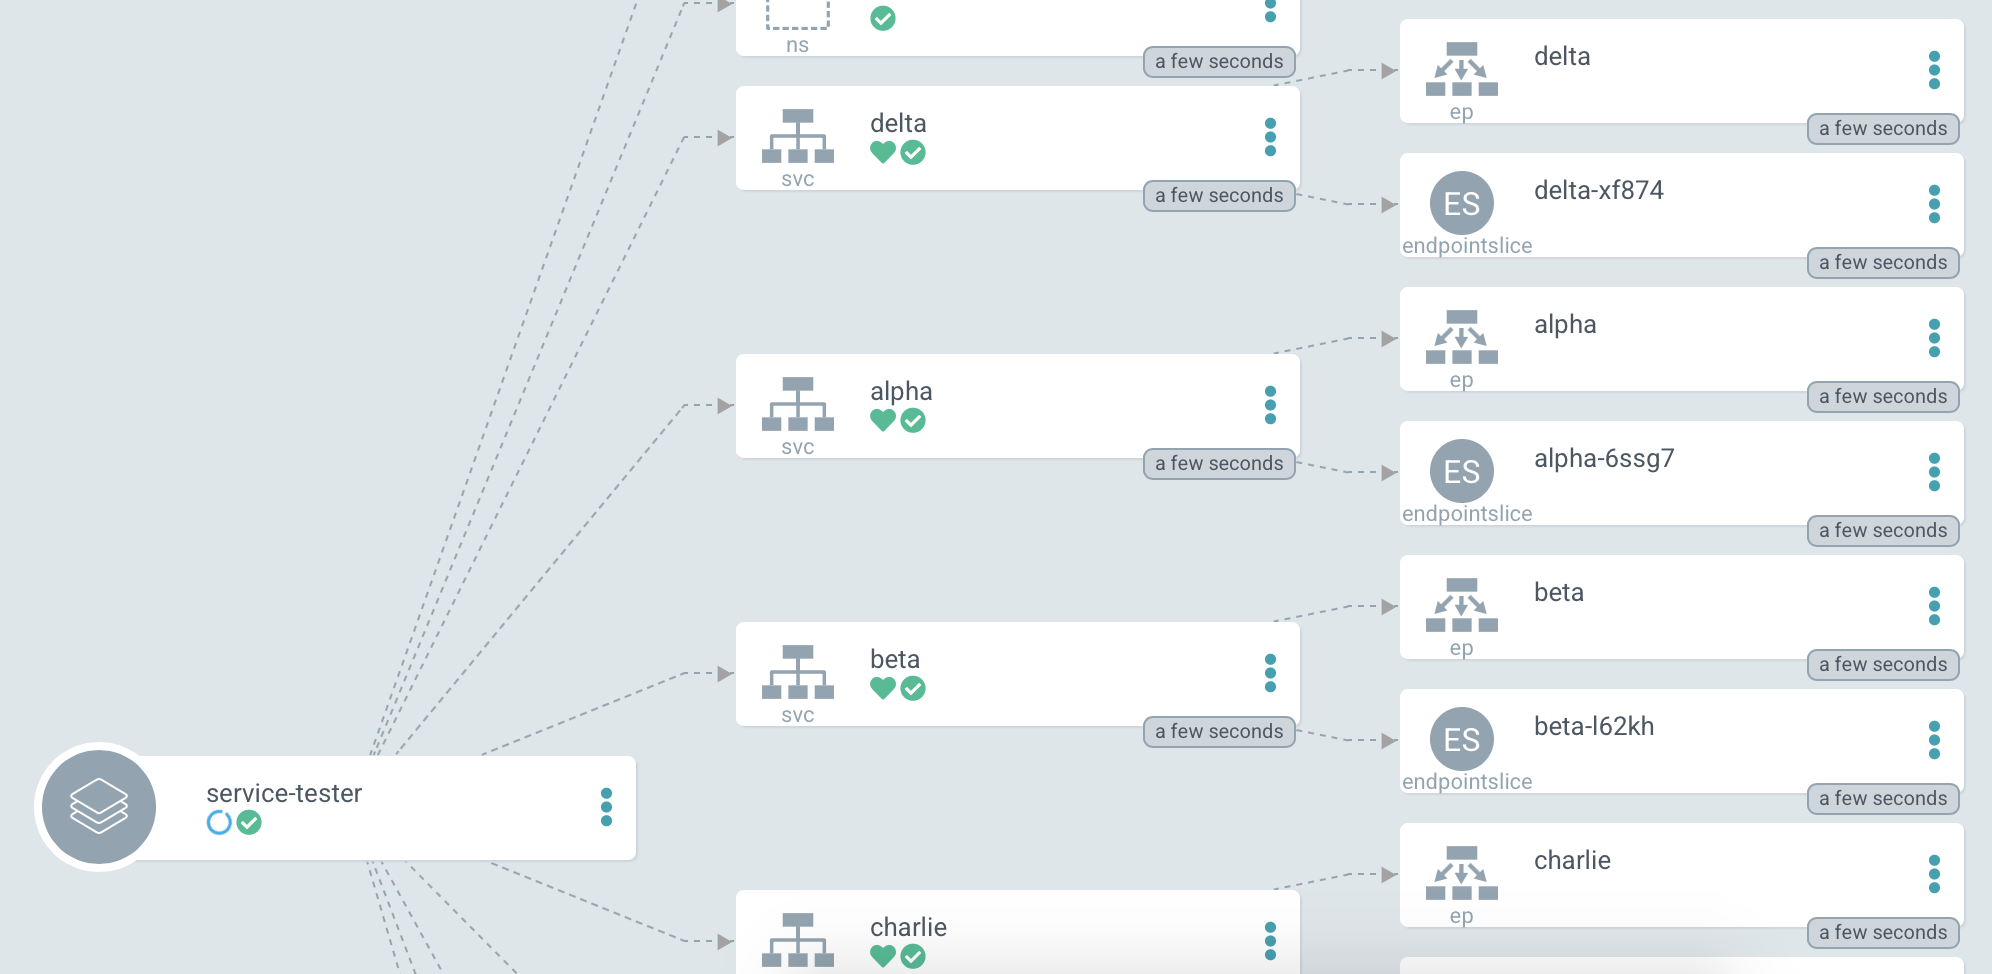 ns
a few seconds
delta
svc
a few seconds
alpha
svc
a few seconds
beta
svc
a few seconds
service-tester
charlie
delta
ep
a few seconds
delta-xf874
ES
endpointslice
a few seconds
alpha
ep
a few seconds
alpha-6ssg7
ES
endpointslice
a few seconds
beta
ep
a few seconds
beta-l62kh
ES
endpointslice
a few seconds
charlie
ep
a few seconds